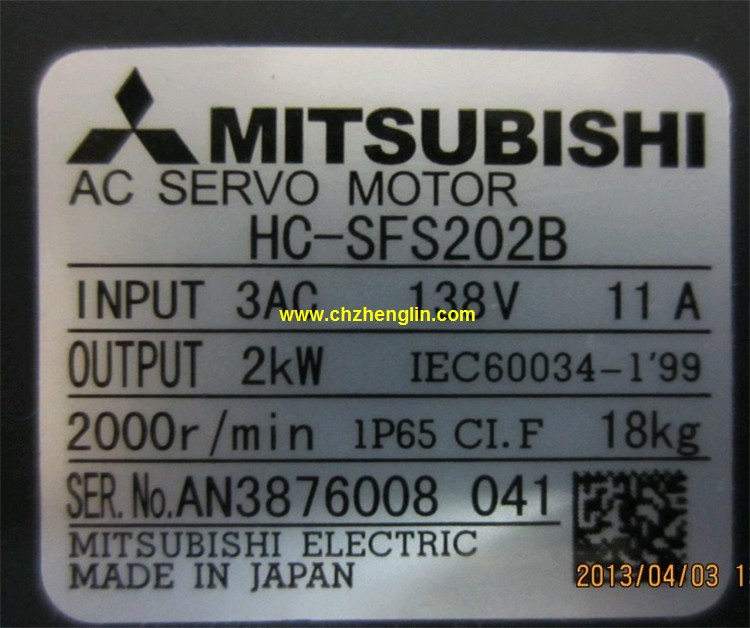 MITSUBISHI
AC SERVO MOTOR
HC-SFS202B
INPUT 3AC 138V 11 A
www.chzhenglin.com
OUTPUT 2kW IEC60034-1'99
2000r/min 1P65 CI.F 18kg
SER.No.AN3876008 041
MITSUBISHI ELECTRIC
MADE IN JAPAN
2013/04/03